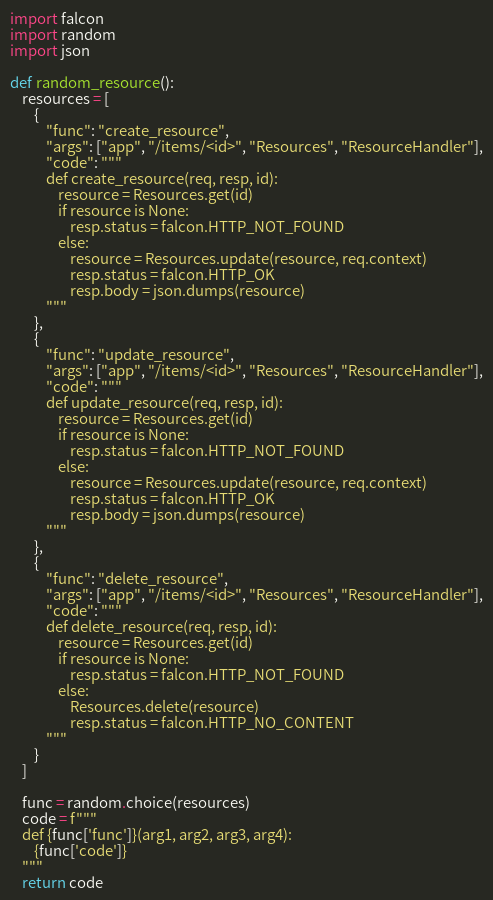 import falcon
import random
import json

def random_resource():
    resources = [
        {
            "func": "create_resource",
            "args": ["app", "/items/<id>", "Resources", "ResourceHandler"],
            "code": """
            def create_resource(req, resp, id):
                resource = Resources.get(id)
                if resource is None:
                    resp.status = falcon.HTTP_NOT_FOUND
                else:
                    resource = Resources.update(resource, req.context)
                    resp.status = falcon.HTTP_OK
                    resp.body = json.dumps(resource)
            """
        },
        {
            "func": "update_resource",
            "args": ["app", "/items/<id>", "Resources", "ResourceHandler"],
            "code": """
            def update_resource(req, resp, id):
                resource = Resources.get(id)
                if resource is None:
                    resp.status = falcon.HTTP_NOT_FOUND
                else:
                    resource = Resources.update(resource, req.context)
                    resp.status = falcon.HTTP_OK
                    resp.body = json.dumps(resource)
            """
        },
        {
            "func": "delete_resource",
            "args": ["app", "/items/<id>", "Resources", "ResourceHandler"],
            "code": """
            def delete_resource(req, resp, id):
                resource = Resources.get(id)
                if resource is None:
                    resp.status = falcon.HTTP_NOT_FOUND
                else:
                    Resources.delete(resource)
                    resp.status = falcon.HTTP_NO_CONTENT
            """
        }
    ]

    func = random.choice(resources)
    code = f"""
    def {func['func']}(arg1, arg2, arg3, arg4):
        {func['code']}
    """
    return code